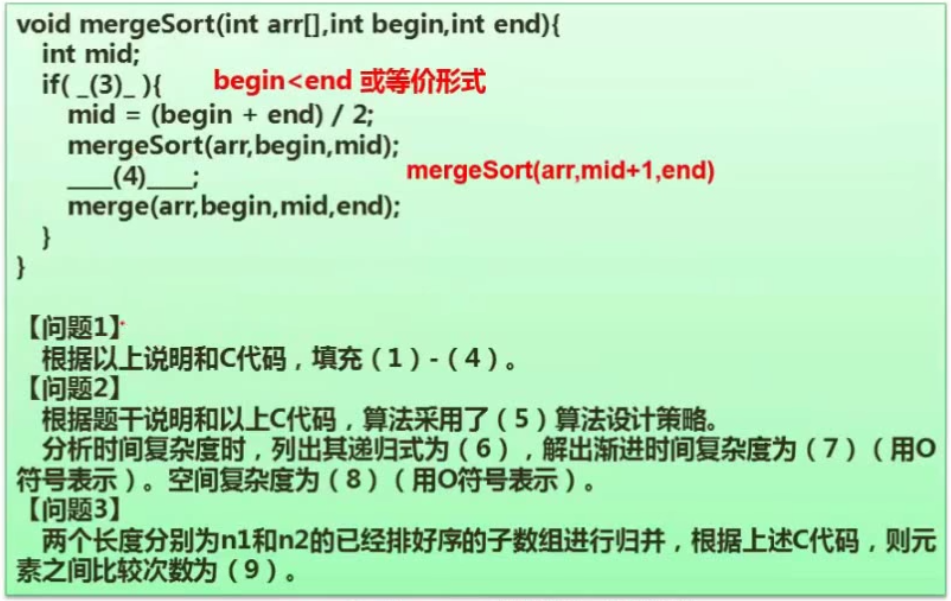 void mergeSort(int arr[],int begin,int end){
int mid;
if( _(3)_ ){ begin<end 或等价形式
mid = (begin + end) / 2;
mergeSort(arr,begin,mid);
____(4)____; mergeSort(arr,mid+1,end)
merge(arr,begin,mid,end);
}
}
【问题1】
根据以上说明和C代码，填充（1）-（4）。
【问题2】
根据题干说明和以上C代码，算法采用了（5）算法设计策略。
分析时间复杂度时，列出其递归式为（6），解出渐进时间复杂度为（7）（用O
符号表示）。空间复杂度为（8）（用O符号表示）。
【问题3】
两个长度分别为n1和n2的已经排好序的子数组进行归并，根据上述C代码，则元
素之间比较次数为（9）。